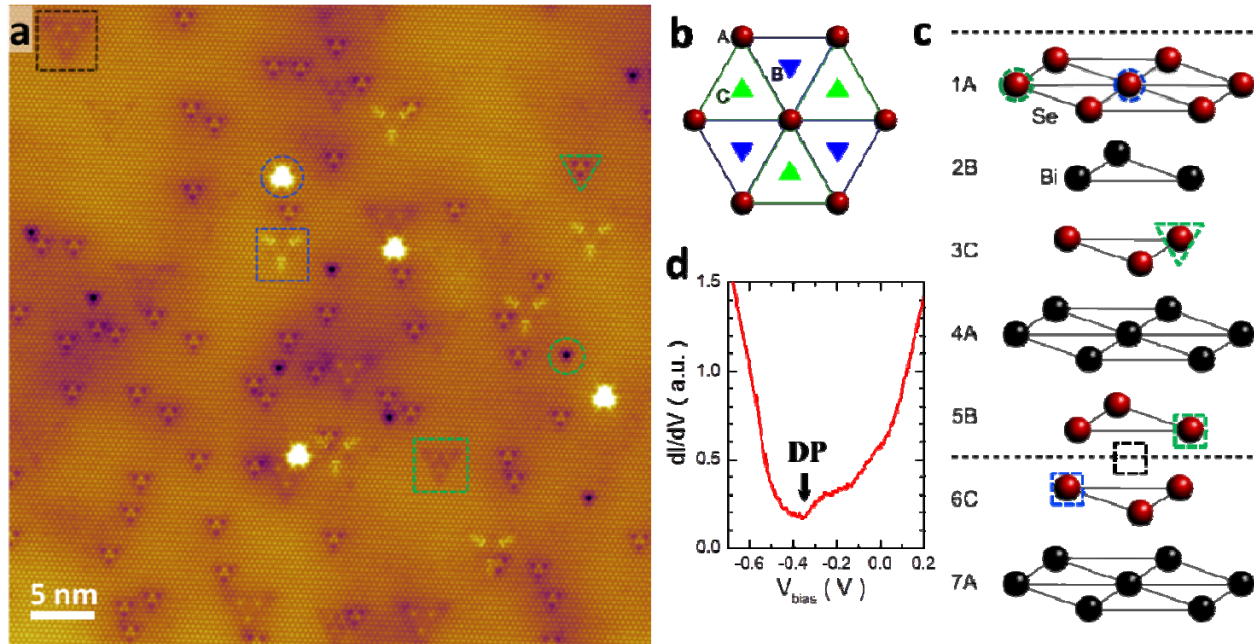 a
5 nm
b
A
B
C
d
dI/dV ( a.u. )
1.5
1.0
0.5
0.0
DP
-0.6
-0.4
-0.2
0.0
0.2
Vbias ( V )
c
1A
Se
2B
Bi
3C
4A
5B
6C
7A